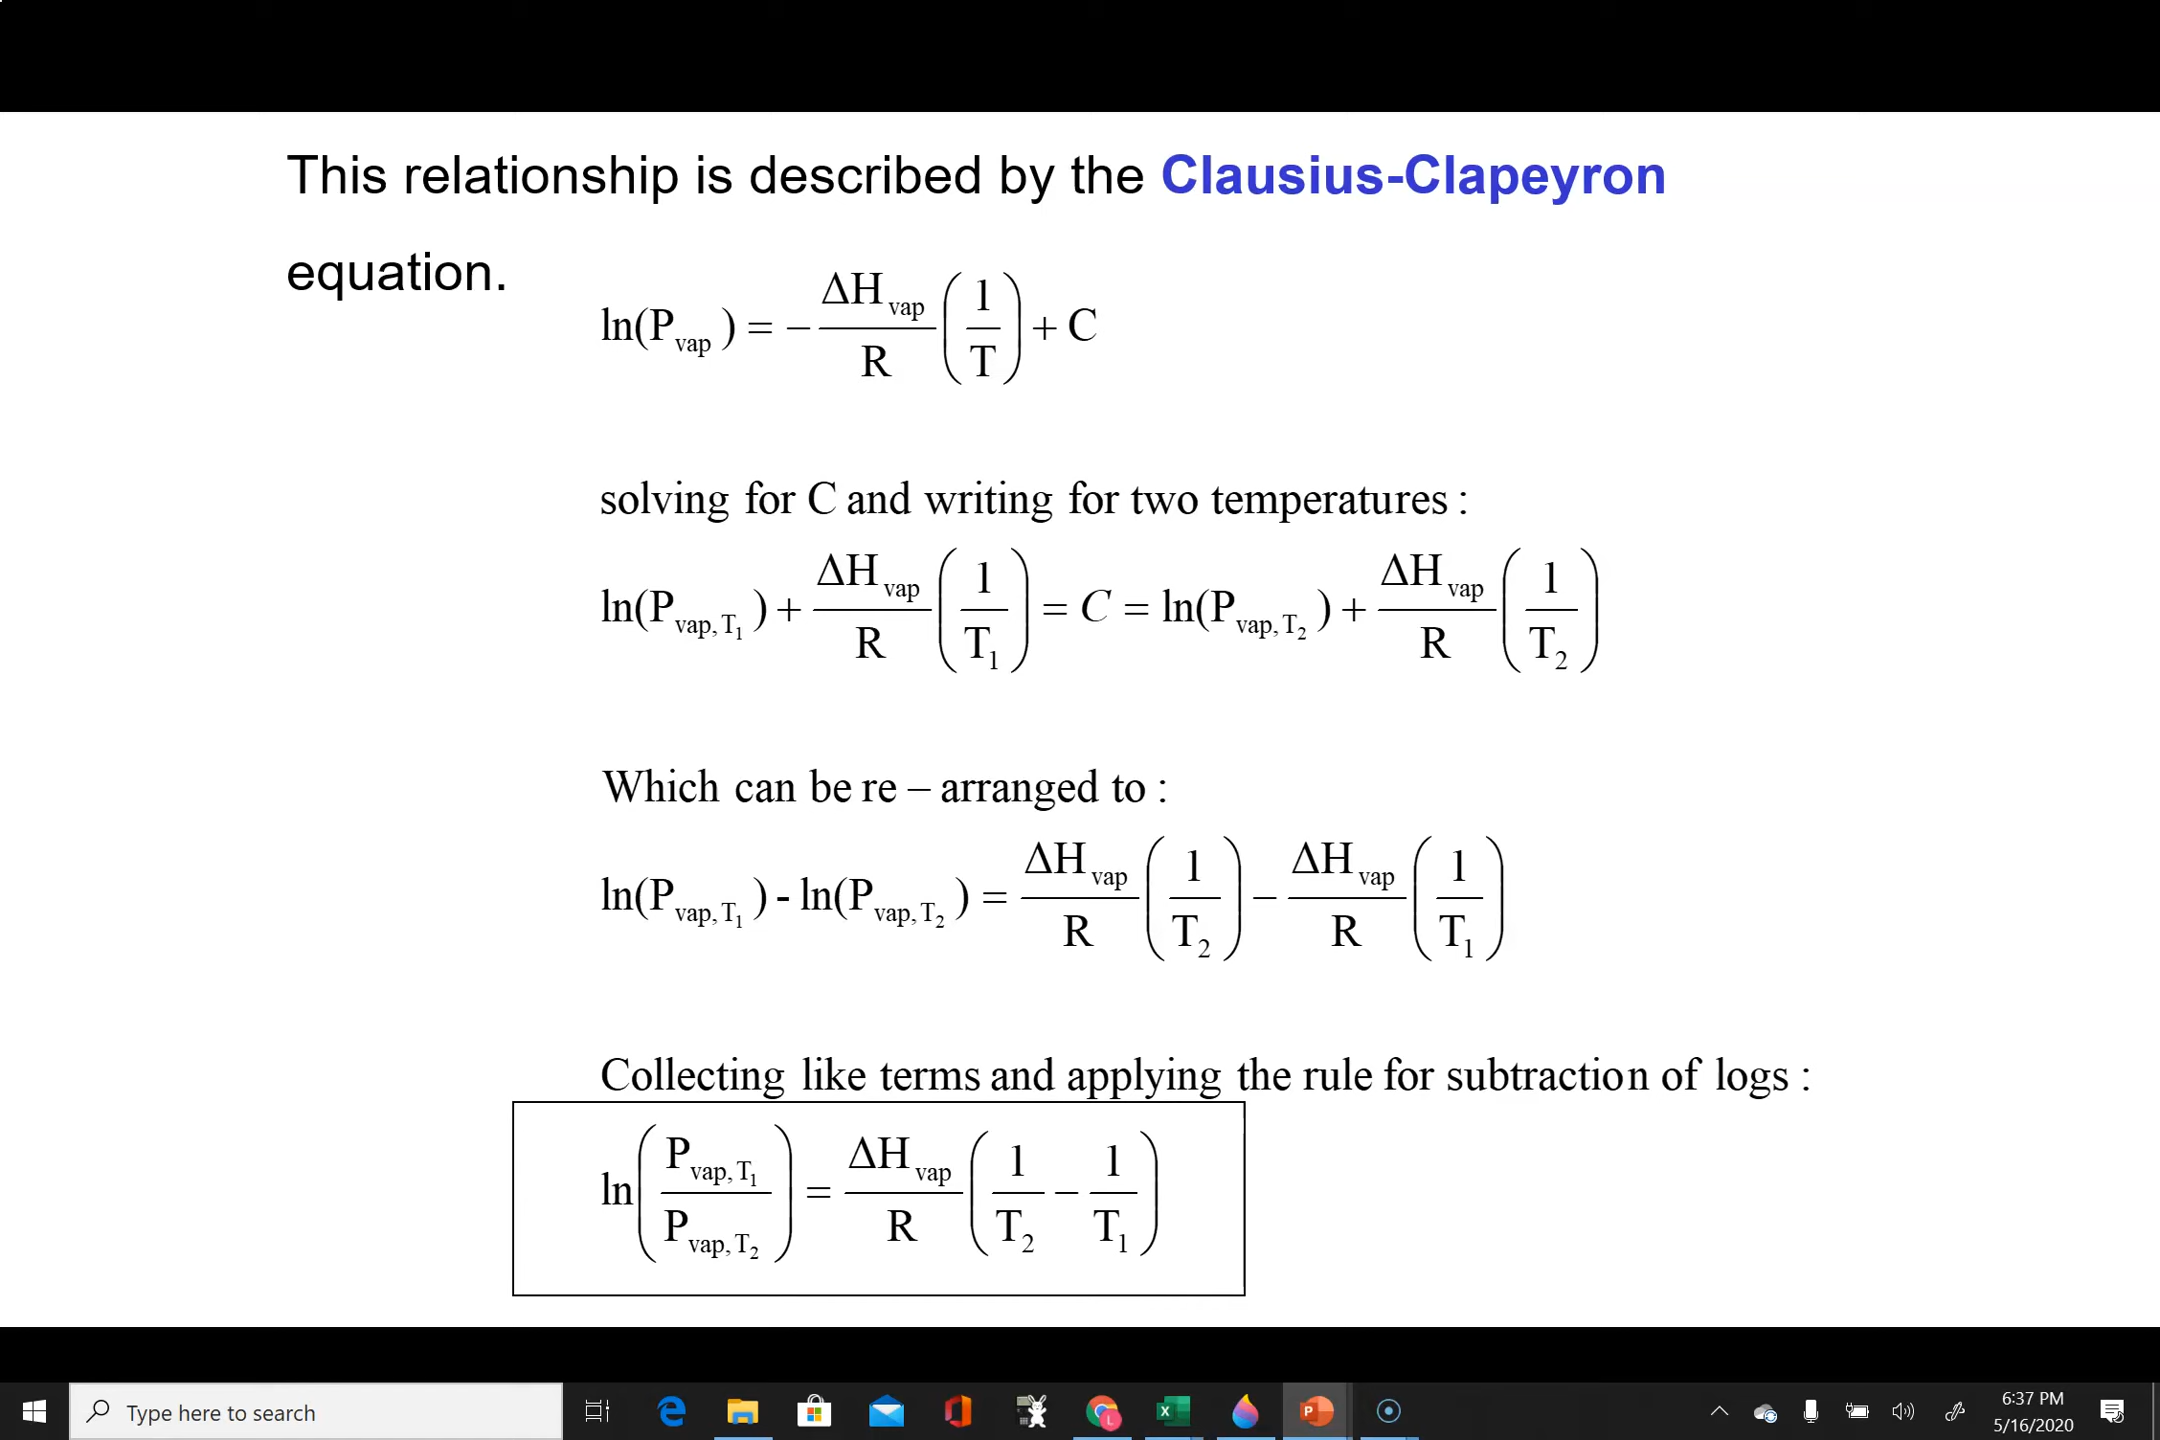 This relationship is described by the Clausius-Clapeyron
equation.
ln(P_vap) = −ΔH_vap/R (1/T) + C
solving for C and writing for two temperatures :
ln(P_vap,T₁) + ΔH_vap/R (1/T₁) = C = ln(P_vap,T₂) + ΔH_vap/R (1/T₂)
Which can be re – arranged to :
ln(P_vap,T₁) - ln(P_vap,T₂) = ΔH_vap/R (1/T₂) − ΔH_vap/R (1/T₁)
Collecting like terms and applying the rule for subtraction of logs :
ln(P_vap,T₁/P_vap,T₂) = ΔH_vap/R (1/T₂ − 1/T₁)
Type here to search
6:37 PM
5/16/2020